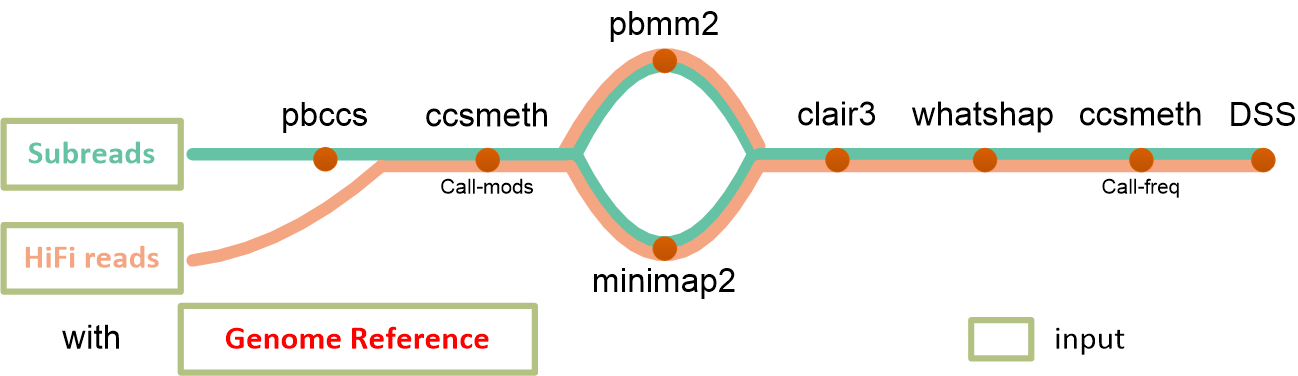 pbmm2
pbccs
ccsmeth
clair3
whatshap
ccsmeth
DSS
Subreads
Call-mods
Call-freq
HiFi reads
minimap2
with
Genome Reference
input